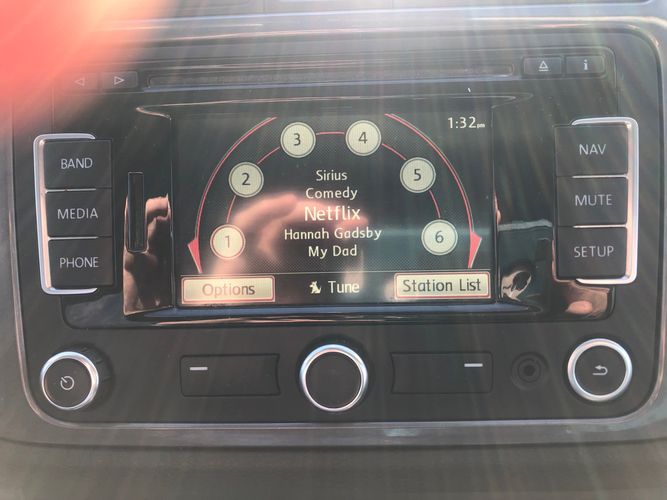 1:32pm
BAND
MEDIA
PHONE
3
4
2
5
1
6
Sirius
Comedy
Netflix
Hannah Gadsby
My Dad
Options
Tune
Station List
i
NAV
MUTE
SETUP